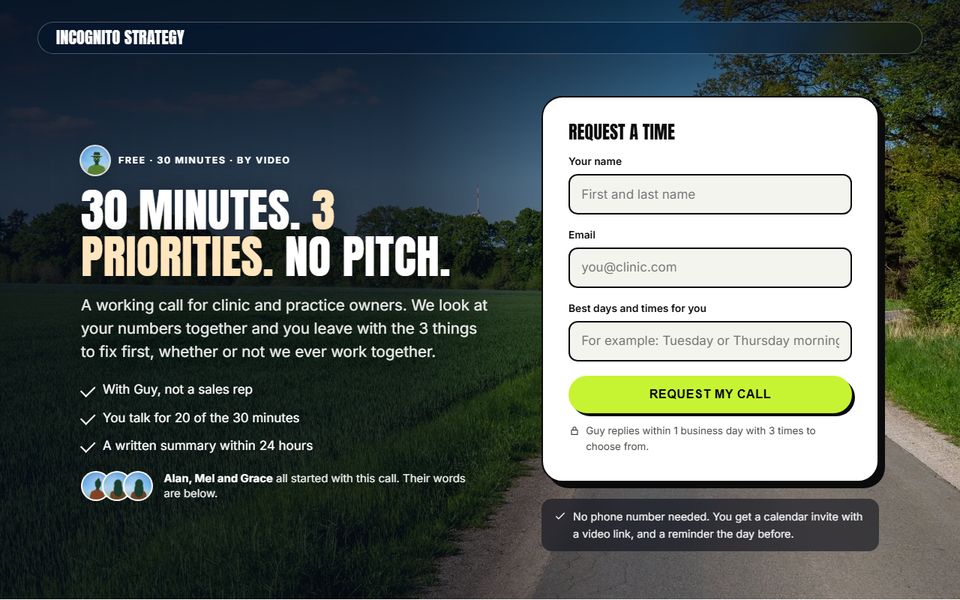 INCOGNITO STRATEGY
FREE · 30 MINUTES · BY VIDEO
30 MINUTES. 3
PRIORITIES. NO PITCH.
A working call for clinic and practice owners. We look at
your numbers together and you leave with the 3 things
to fix first, whether or not we ever work together.
With Guy, not a sales rep
You talk for 20 of the 30 minutes
A written summary within 24 hours
Alan, Mel and Grace all started with this call. Their words
are below.
REQUEST A TIME
Your name
First and last name
Email
you@clinic.com
Best days and times for you
For example: Tuesday or Thursday morning
REQUEST MY CALL
Guy replies within 1 business day with 3 times to
choose from.
No phone number needed. You get a calendar invite with
a video link, and a reminder the day before.